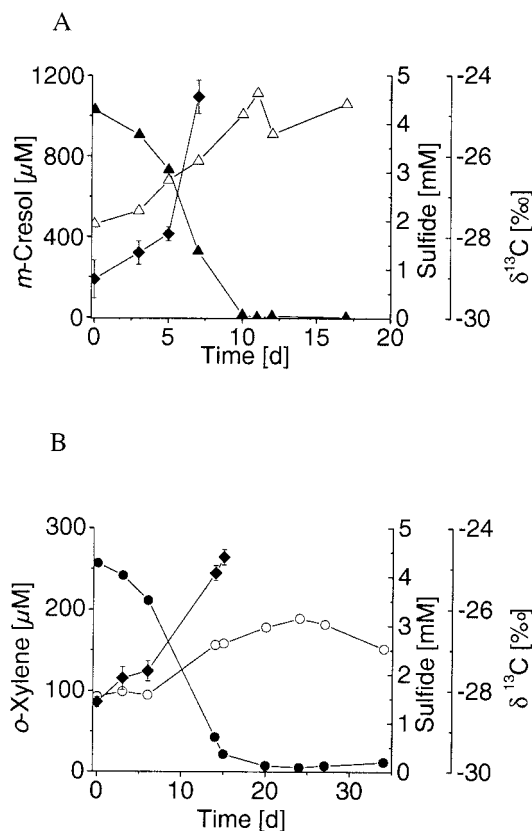 A
1200
800
400
0
m-Cresol [µM]
0 5 10 15 20
Time [d]
5
4
3
2
1
0
Sulfide [mM]
-24
-26
-28
-30
δ¹³C [‰]
B
300
200
100
0
o-Xylene [µM]
0 10 20 30
Time [d]
5
4
3
2
1
0
Sulfide [mM]
-24
-26
-28
-30
δ ¹³C [‰]